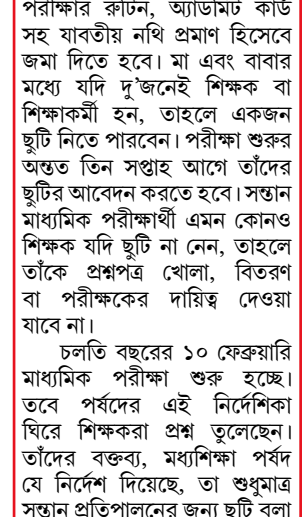 পরীক্ষার রুটিন, অ্যাডমিট কার্ড
সহ যাবতীয় নথি প্রমাণ হিসেবে
জমা দিতে হবে। মা এবং বাবার
মধ্যে যদি দু'জনেই শিক্ষক বা
শিক্ষাকর্মী হন, তাহলে একজন
ছুটি নিতে পারবেন। পরীক্ষা শুরুর
অন্তত তিন সপ্তাহ আগে তাঁদের
ছুটির আবেদন করতে হবে। সন্তান
মাধ্যমিক পরীক্ষার্থী এমন কোনও
শিক্ষক যদি ছুটি না নেন, তাহলে
তাঁকে প্রশ্নপত্র খোলা, বিতরণ
বা পরীক্ষকের দায়িত্ব দেওয়া
যাবে না।
চলতি বছরের ১০ ফেব্রুয়ারি
মাধ্যমিক পরীক্ষা শুরু হচ্ছে।
তবে পর্ষদের এই নির্দেশিকা
ঘিরে শিক্ষকরা প্রশ্ন তুলেছেন।
তাঁদের বক্তব্য, মধ্যশিক্ষা পর্ষদ
যে নির্দেশ দিয়েছে, তা শুধুমাত্র
সন্তান প্রতিপালনের জন্য ছুটি বলা